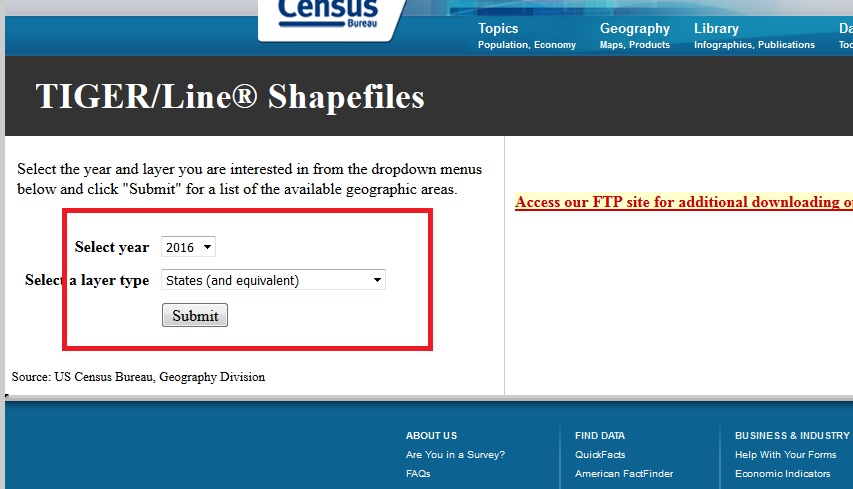 Census
Bureau
Topics
Population, Economy
Geography
Maps, Products
Library
Infographics, Publications
TIGER/Line® Shapefiles
Select the year and layer you are interested in from the dropdown menus
below and click "Submit" for a list of the available geographic areas.
Access our FTP site for additional downloading
Select year 2016
Select a layer type States (and equivalent)
Submit
Source: US Census Bureau, Geography Division
ABOUT US
Are You in a Survey?
FAQs
FIND DATA
QuickFacts
American FactFinder
BUSINESS & INDUSTRY
Help With Your Forms
Economic Indicators